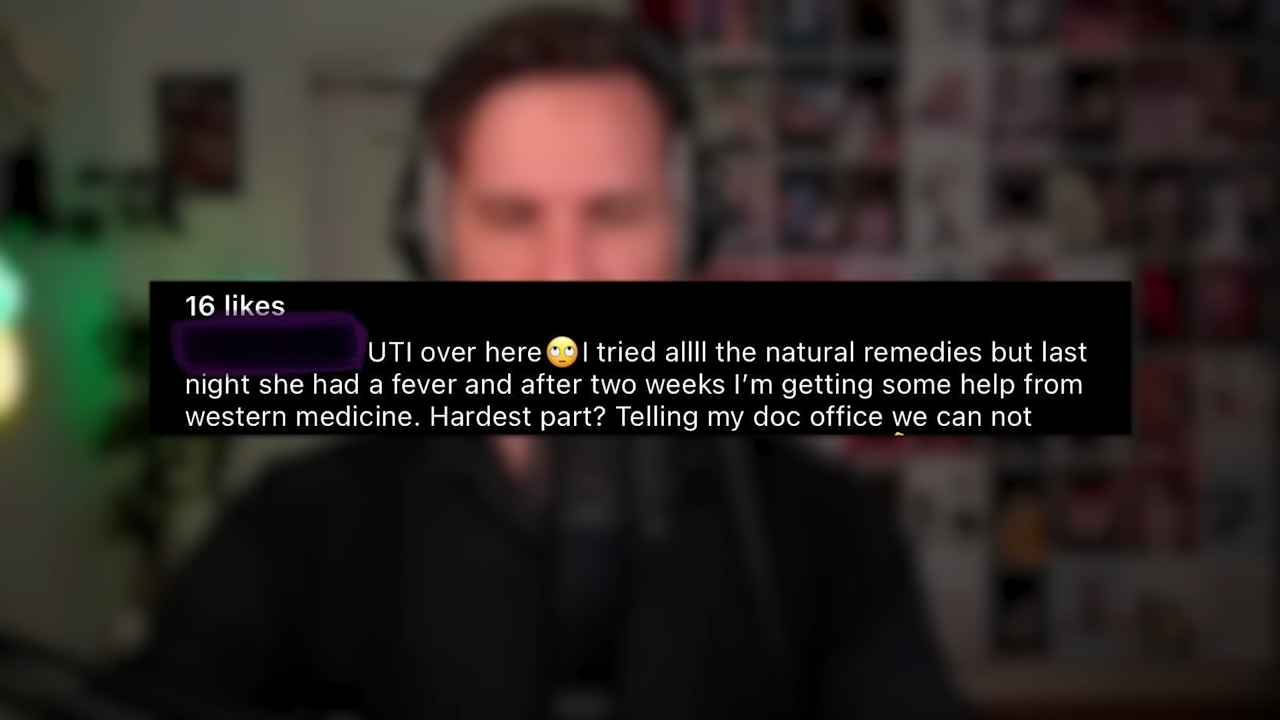 16 likes
UTI over here🙄I tried allll the natural remedies but last
night she had a fever and after two weeks I’m getting some help from
western medicine. Hardest part? Telling my doc office we can not